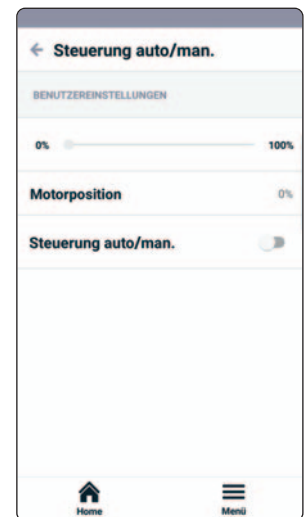 Steuerung auto/man.
BENUTZEREINSTELLUNGEN
0% 100%
Motorposition 0%
Steuerung auto/man.
Home Menü